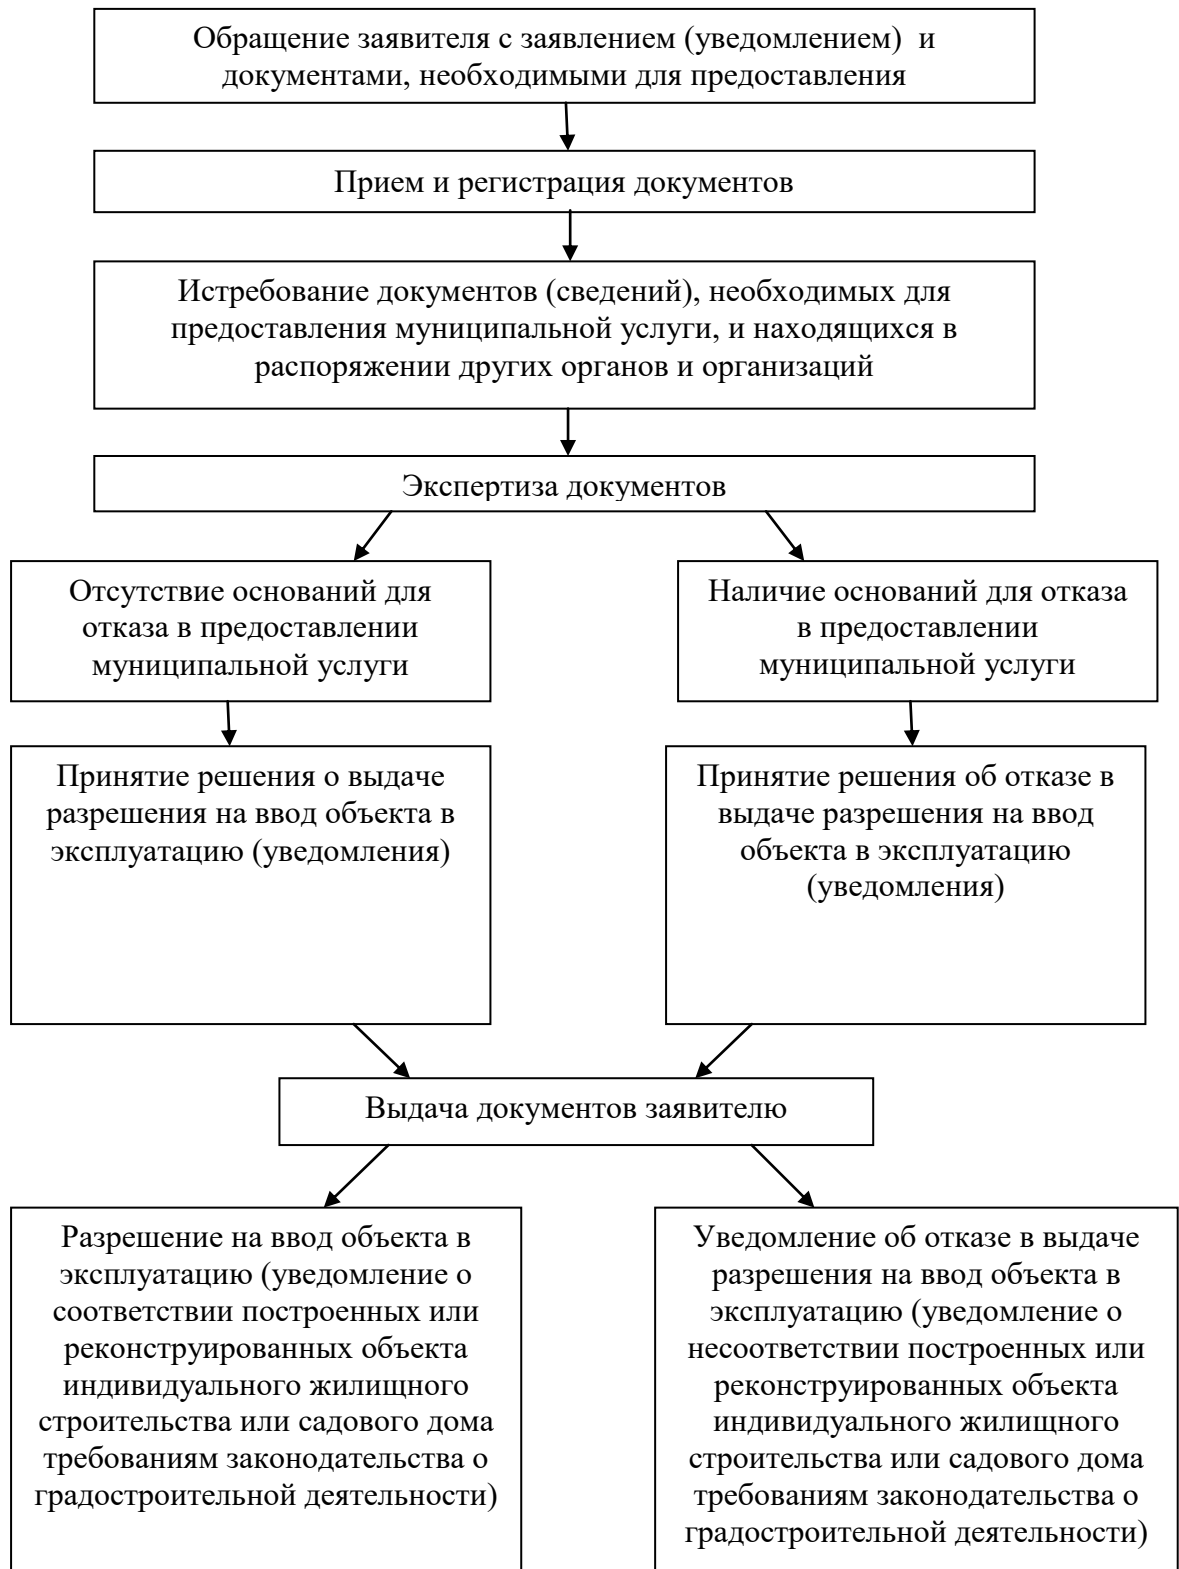 Обращение заявителя с заявлением (уведомлением)  и
документами, необходимыми для предоставления
Прием и регистрация документов
Истребование документов (сведений), необходимых для
предоставления муниципальной услуги, и находящихся в
распоряжении других органов и организаций
Экспертиза документов
Отсутствие оснований для
отказа в предоставлении
муниципальной услуги
Наличие оснований для отказа
в предоставлении
муниципальной услуги
Принятие решения о выдаче
разрешения на ввод объекта в
эксплуатацию (уведомления)
Принятие решения об отказе в
выдаче разрешения на ввод
объекта в эксплуатацию
(уведомления)
Выдача документов заявителю
Разрешение на ввод объекта в
эксплуатацию (уведомление о
соответствии построенных или
реконструированных объекта
индивидуального жилищного
строительства или садового дома
требованиям законодательства о
градостроительной деятельности)
Уведомление об отказе в выдаче
разрешения на ввод объекта в
эксплуатацию (уведомление о
несоответствии построенных или
реконструированных объекта
индивидуального жилищного
строительства или садового дома
требованиям законодательства о
градостроительной деятельности)